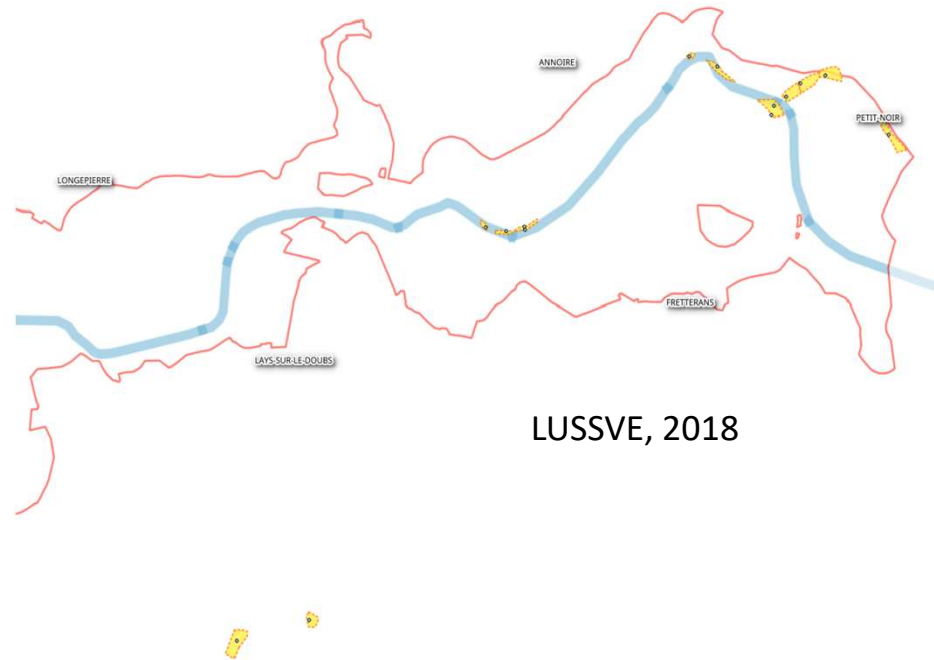 ANNOIRE
PETIT-NOIR
LONGEPIERRE
FRETTERANS
LAYS-SUR-LE-DOUBS
LUSSVE, 2018